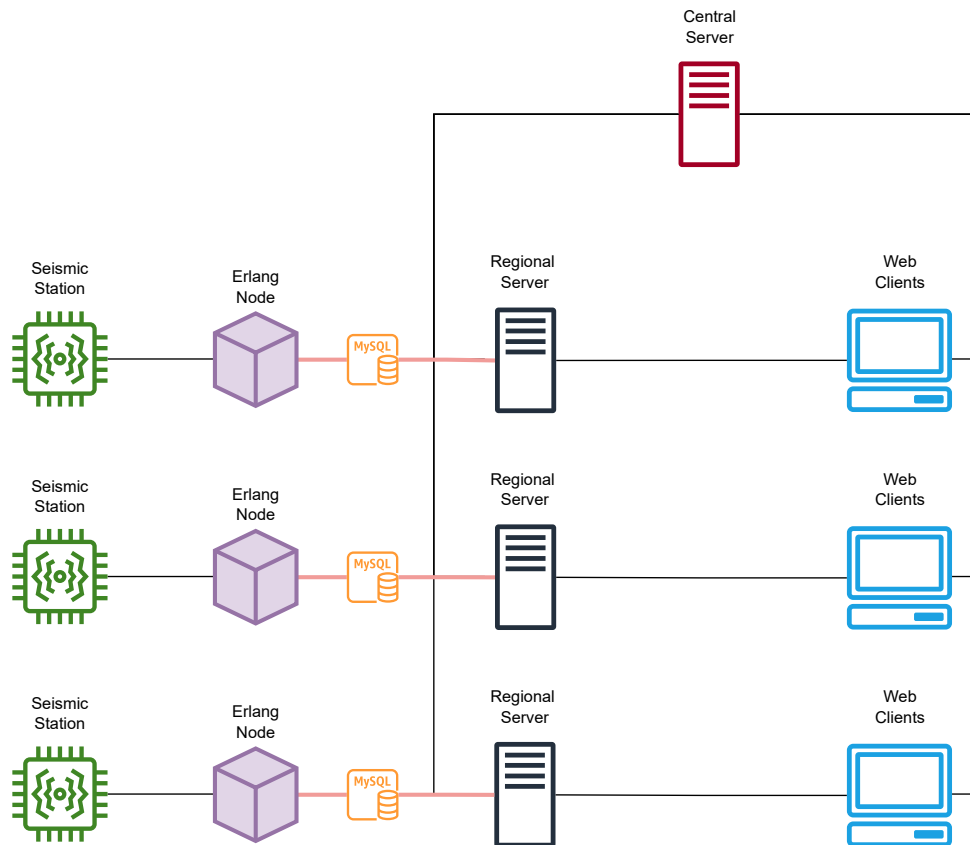 Central
Server
Seismic
Station
Erlang
Node
MySQL
Regional
Server
Web
Clients
Seismic
Station
Erlang
Node
MySQL
Regional
Server
Web
Clients
Seismic
Station
Erlang
Node
MySQL
Regional
Server
Web
Clients